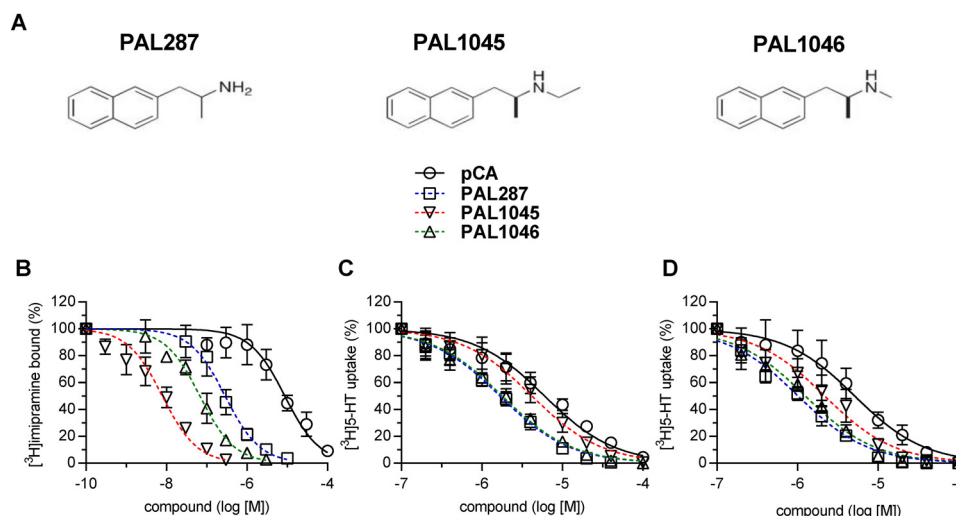 A
PAL287
PAL1045
PAL1046
NH2
H
N
H
N
pCA
PAL287
PAL1045
PAL1046
B
C
D
[3H]imipramine bound (%)
120
100
80
60
40
20
0
-10
-8
-6
-4
compound (log [M])
[3H]5-HT uptake (%)
120
100
80
60
40
20
0
-7
-6
-5
-4
compound (log [M])
[3H]5-HT uptake (%)
120
100
80
60
40
20
0
-7
-6
-5
-4
compound (log [M])